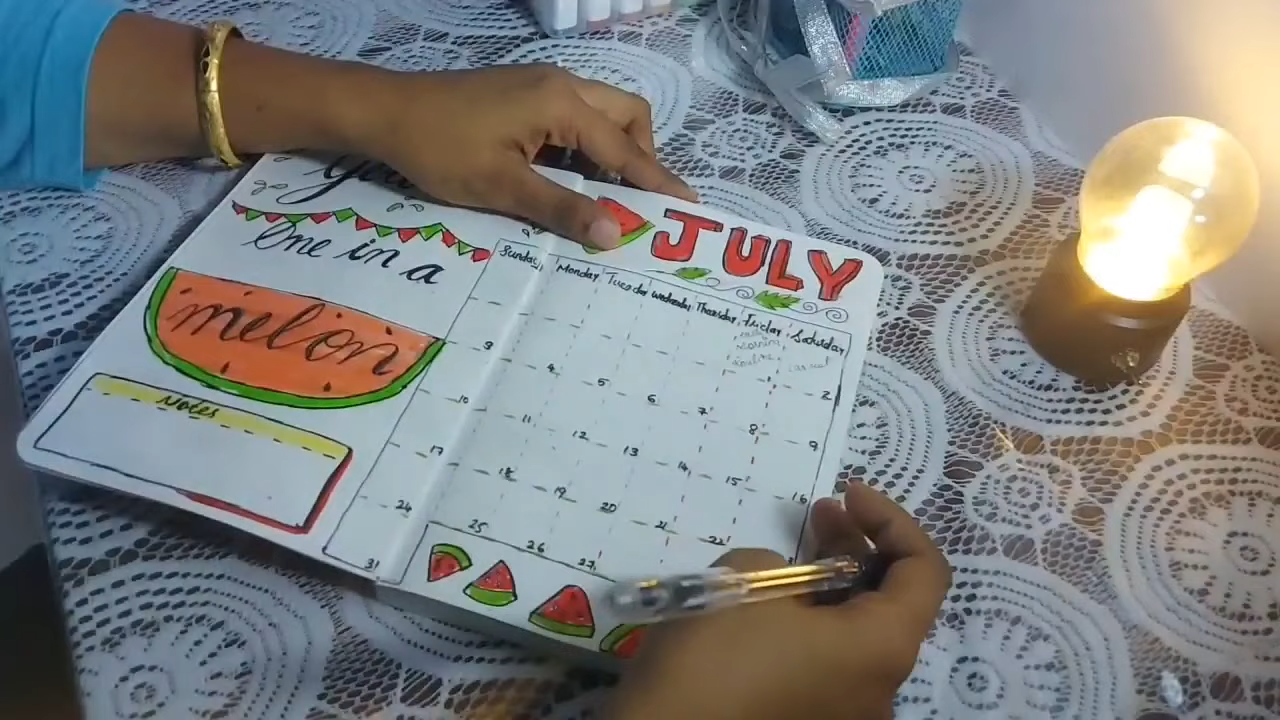 One in a
melon
Notes
JULY
Sunday Monday Tuesday Wednesday Thursday Friday Saturday
2
3 4 5 6 7 8 9
10 11 12 13 14 15 16
17 18 19 20 21 22
24 25 26 27
31